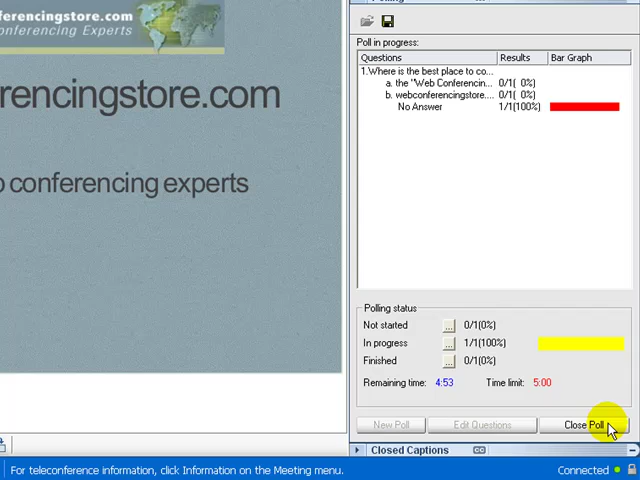 ferencingstore.com
onferencing Experts
rencingstore.com
conferencing experts
Poll in progress:
Questions Results Bar Graph
1.Where is the best place to co...
a. the "Web Conferencin... 0/1( 0%)
b. webconferencingstore.... 0/1( 0%)
No Answer 1/1(100%)
Polling status
Not started ... 0/1(0%)
In progress ... 1/1(100%)
Finished ... 0/1(0%)
Remaining time: 4:53 Time limit: 5:00
New Poll Edit Questions Close Poll
Closed Captions cc
For teleconference information, click Information on the Meeting menu. Connected